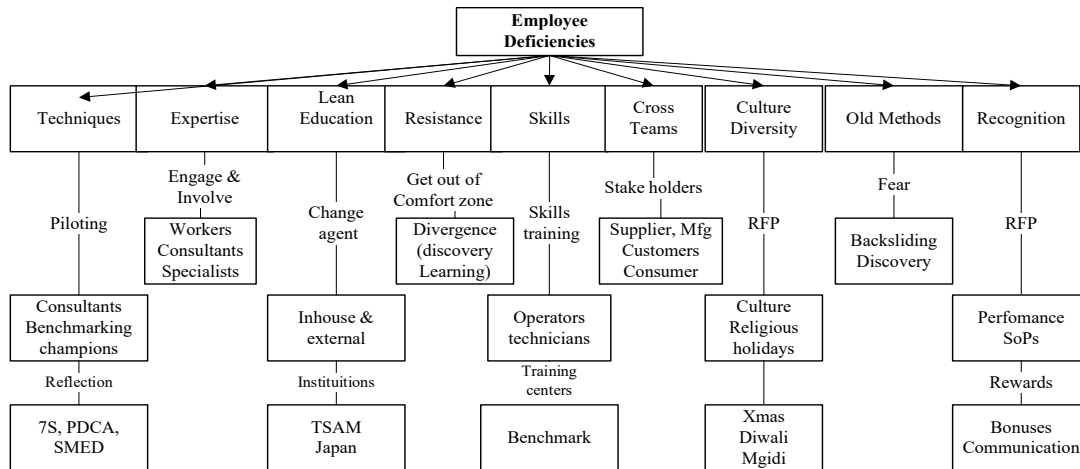 Employee
Deficiencies
Techniques
Expertise
Lean
Education
Resistance
Skills
Cross
Teams
Culture
Diversity
Old Methods
Recognition
Piloting
Engage &
Involve
Change
agent
Get out of
Comfort zone
Skills
training
Stake holders
RFP
Fear
RFP
Workers
Consultants
Specialists
Divergence
(discovery
Learning)
Supplier, Mfg
Customers
Consumer
Backsliding
Discovery
Consultants
Benchmarking
champions
Inhouse &
external
Operators
technicians
Culture
Religious
holidays
Perfomance
SoPs
Reflection
Instituitions
Training
centers
Rewards
7S, PDCA,
SMED
TSAM
Japan
Benchmark
Xmas
Diwali
Mgidi
Bonuses
Communication